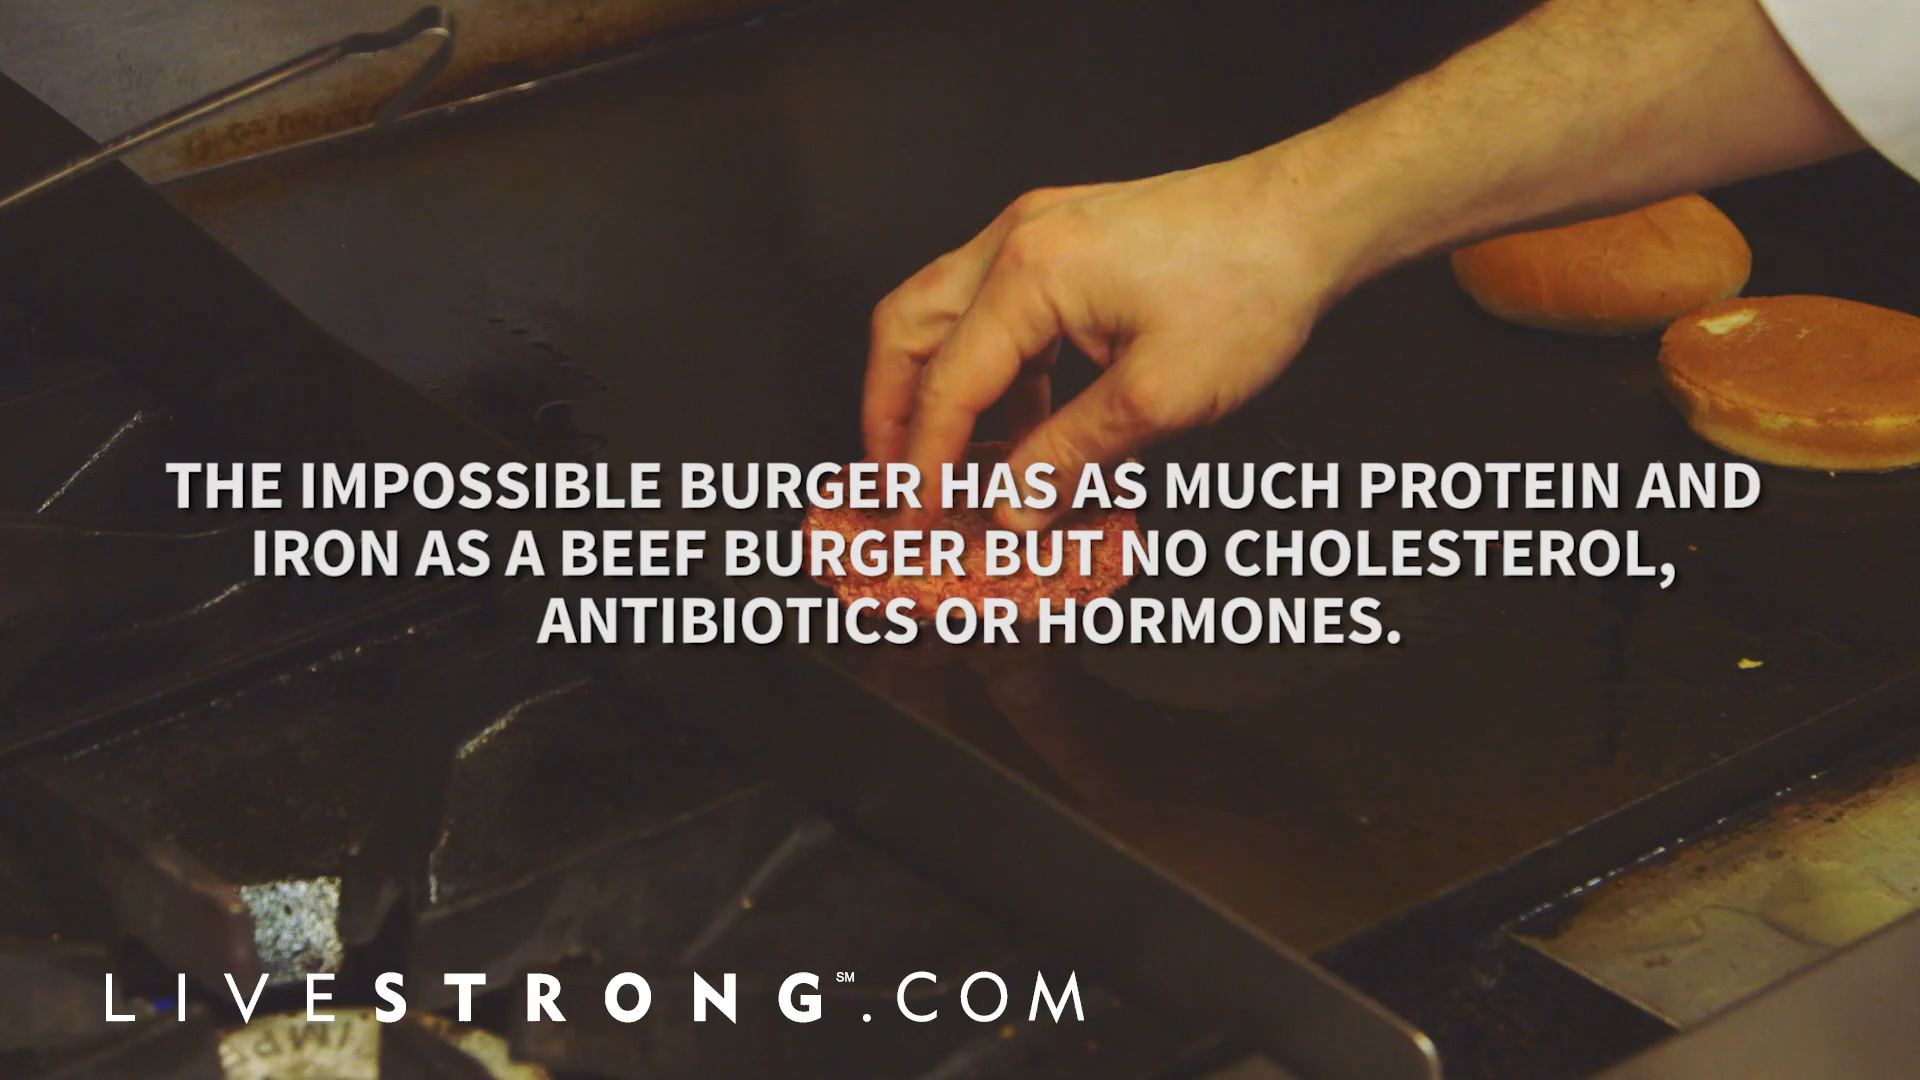 THE IMPOSSIBLE BURGER HAS AS MUCH PROTEIN AND
IRON AS A BEEF BURGER BUT NO CHOLESTEROL,
ANTIBIOTICS OR HORMONES.
LIVESTRONG℠.COM